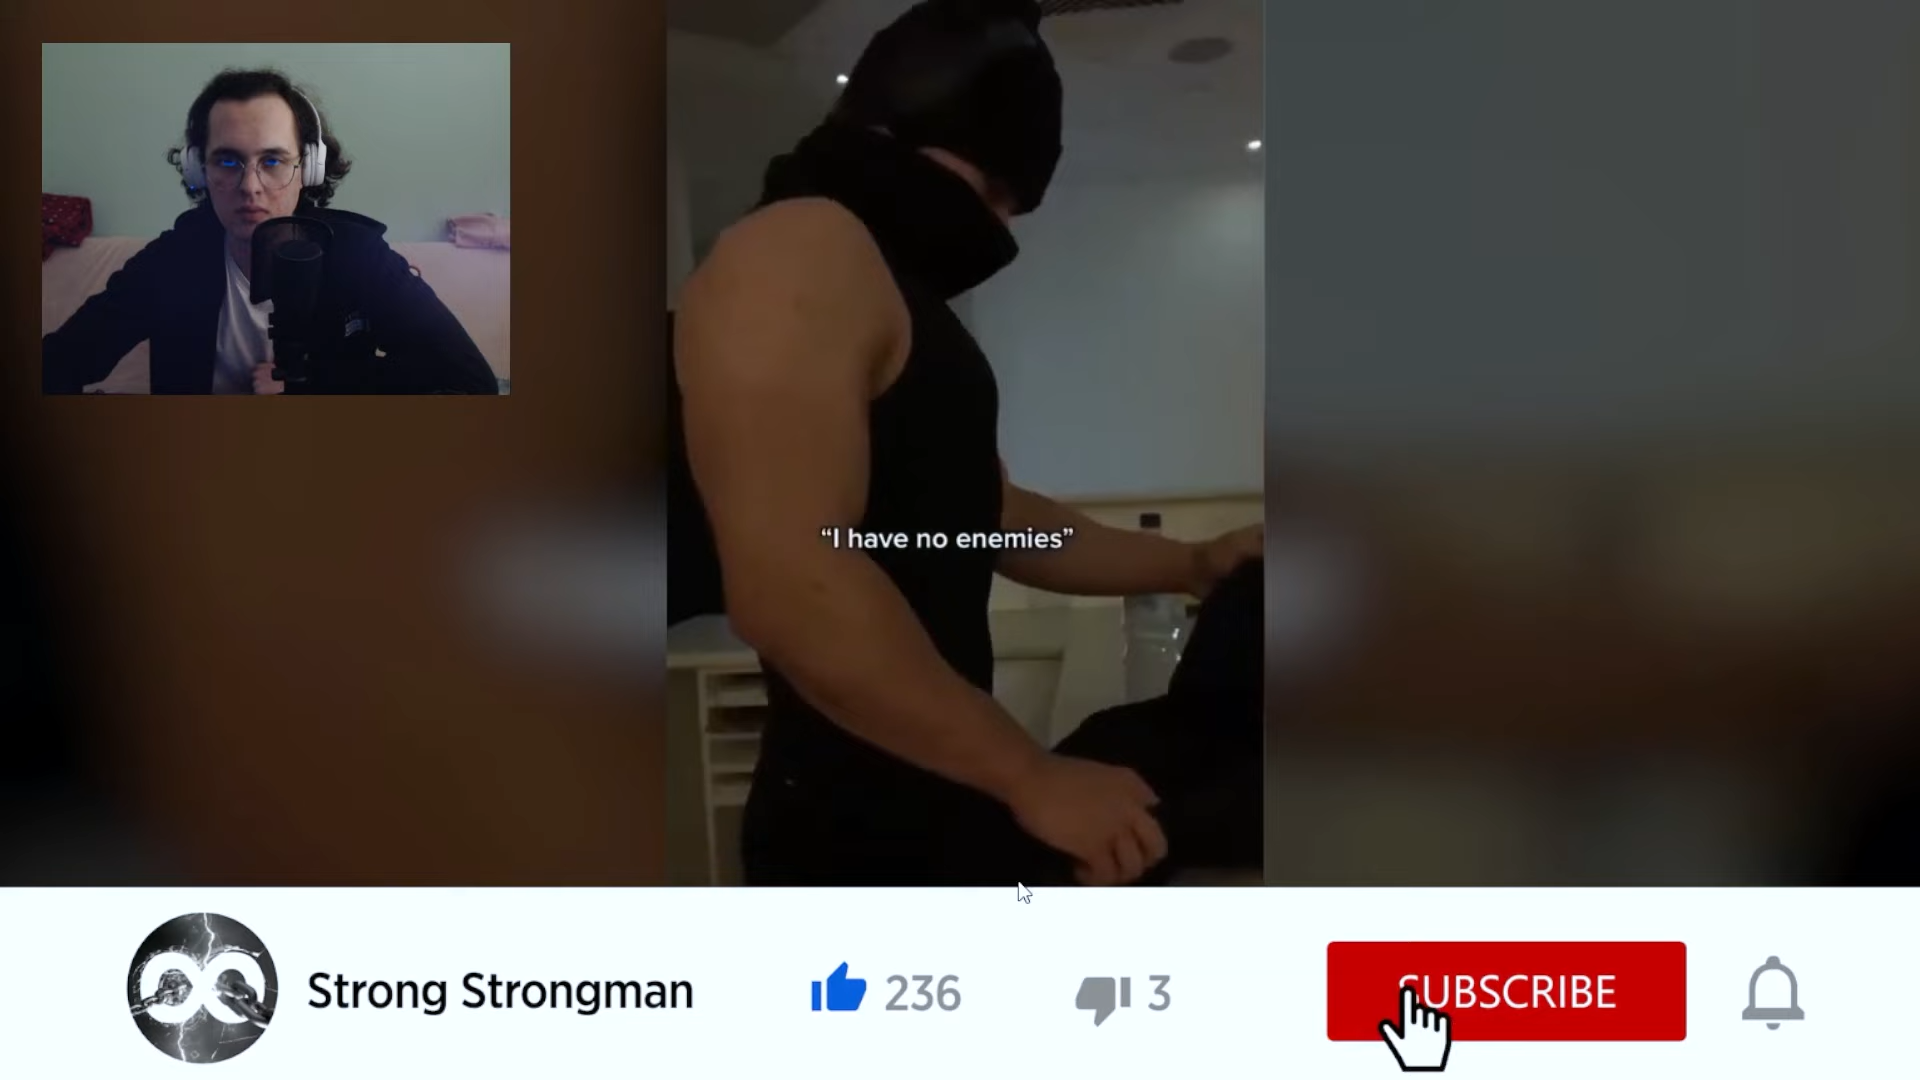 “I have no enemies”
Strong Strongman
236
3
SUBSCRIBE